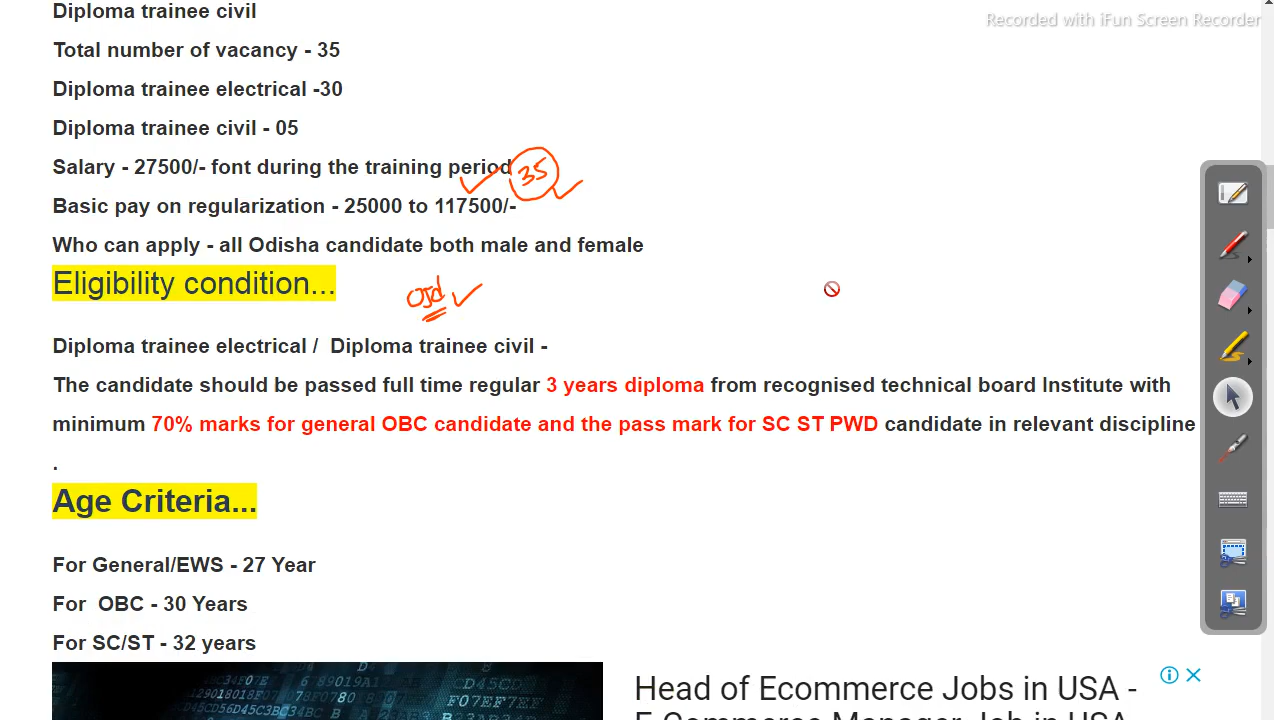 Diploma trainee civil
Recorded with iFun Screen Recorder
Total number of vacancy - 35
Diploma trainee electrical -30
Diploma trainee civil - 05
Salary - 27500/- font during the training period
35
Basic pay on regularization - 25000 to 117500/-
Who can apply - all Odisha candidate both male and female
Eligibility condition...
Diploma trainee electrical / Diploma trainee civil -
The candidate should be passed full time regular 3 years diploma from recognised technical board Institute with
minimum 70% marks for general OBC candidate and the pass mark for SC ST PWD candidate in relevant discipline
.
Age Criteria...
For General/EWS - 27 Year
For OBC - 30 Years
For SC/ST - 32 years
Head of Ecommerce Jobs in USA -
E-Commerce Manager Job in USA